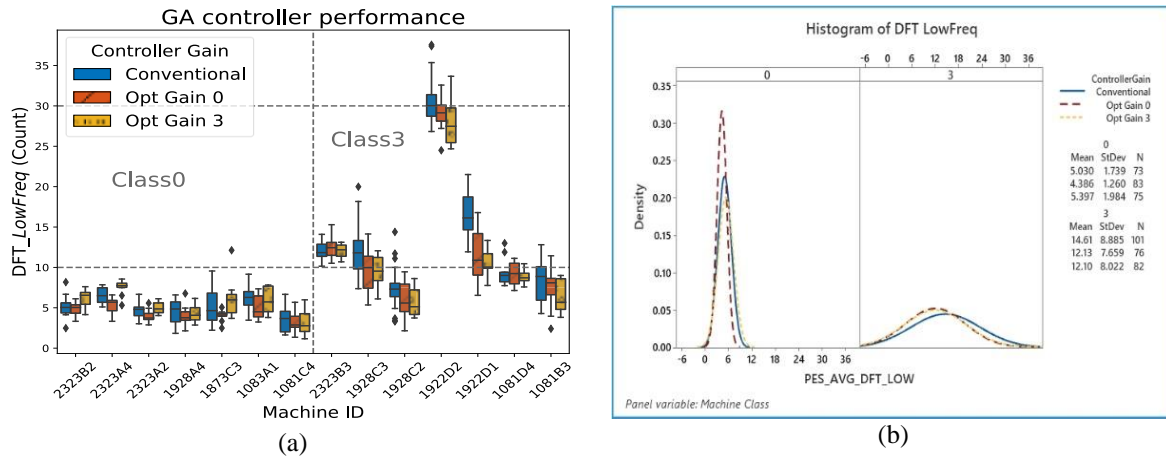 GA controller performance
Controller Gain
Conventional
Opt Gain 0
Opt Gain 3
Class0
Class3
DFT_LowFreq (Count)
35
30
25
20
15
10
5
0
2323B2
2323A4
2323A2
1928A4
1873C3
1083A1
1081C4
2323B3
1928C3
1928C2
1922D2
1922D1
1081D4
1081B3
Machine ID
(a)
Histogram of DFT LowFreq
-6 0 6 12 18 24 30 36
0 3
Density
0.35
0.30
0.25
0.20
0.15
0.10
0.05
0.00
-6 0 6 12 18 24 30 36
PES_AVG_DFT_LOW
ControllerGain
Conventional
Opt Gain 0
Opt Gain 3
0
Mean StDev N
5.030 1.739 73
4.386 1.260 83
5.397 1.984 75
3
Mean StDev N
14.61 8.885 101
12.13 7.659 76
12.10 8.022 82
Panel variable: Machine Class
(b)